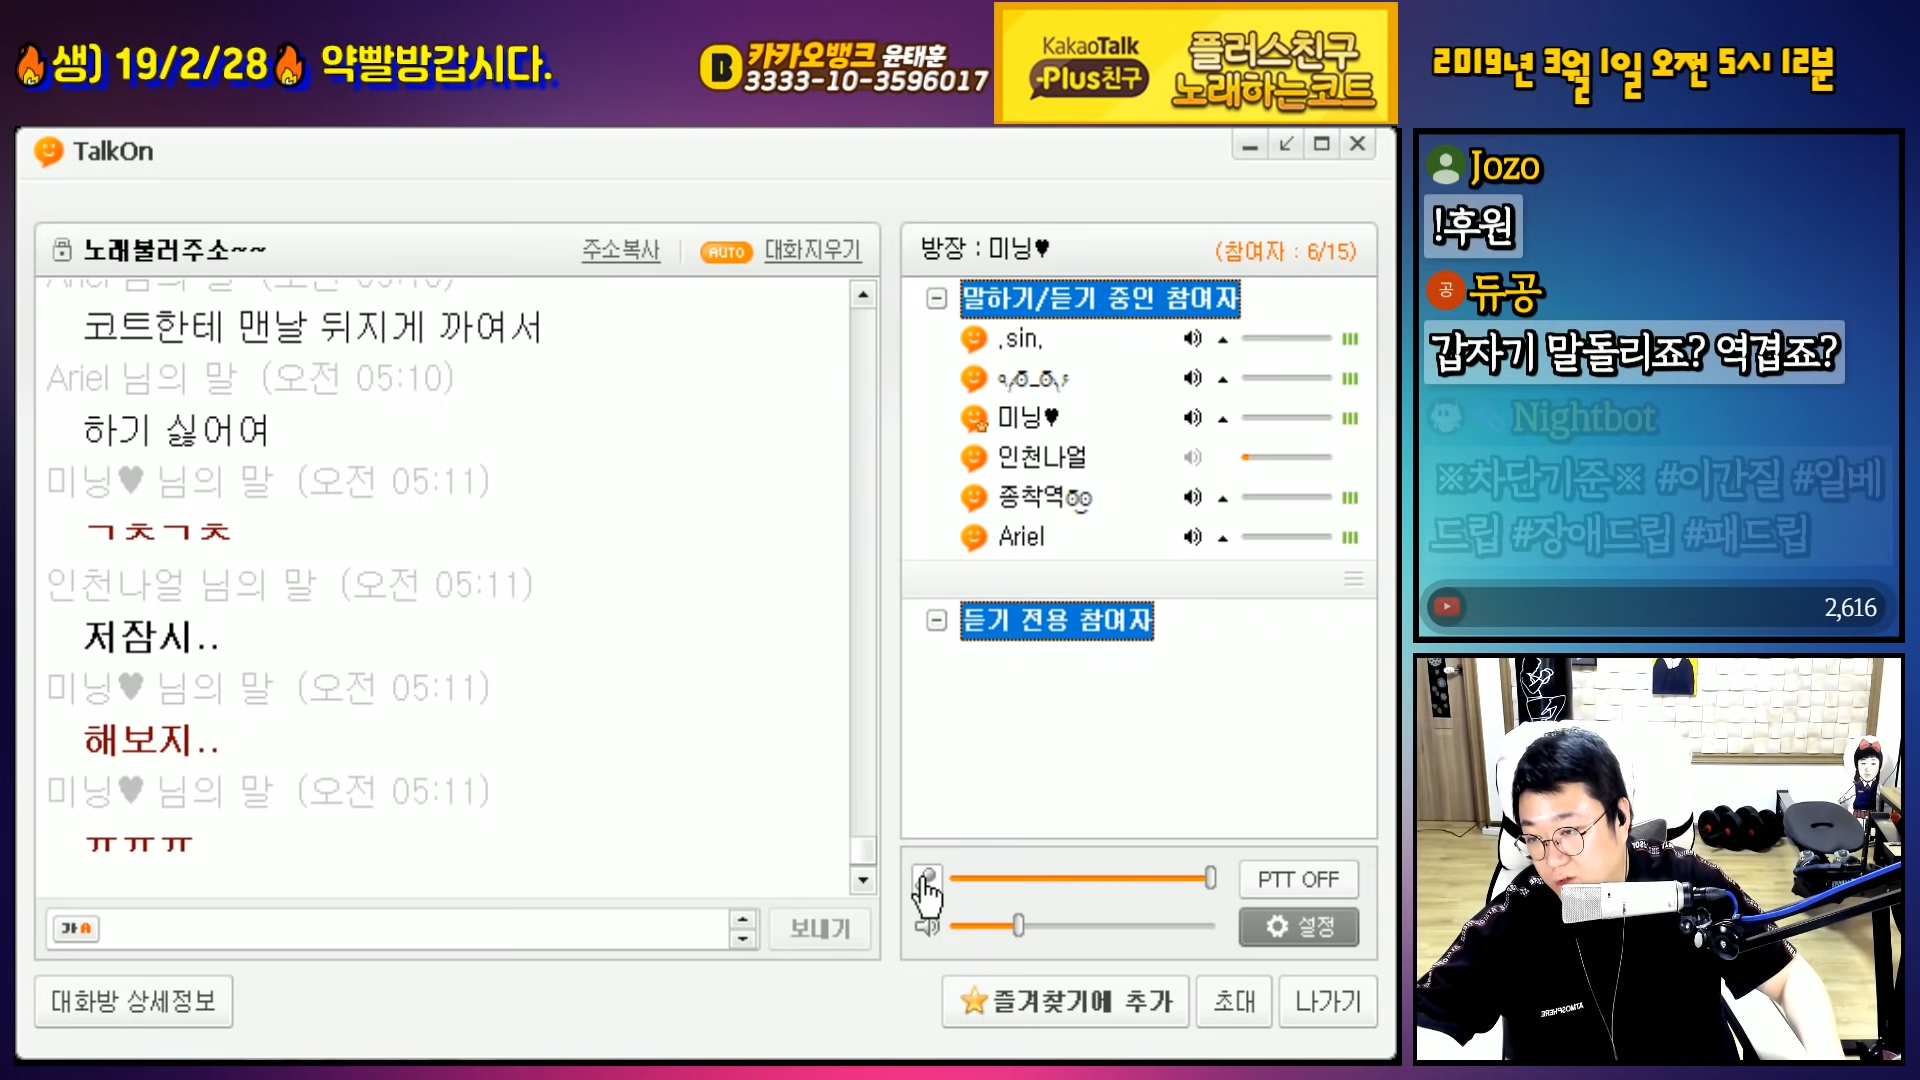 생) 19/2/28 약빨방갑시다.
카카오뱅크 윤태훈
3333-10-3596017
KakaoTalk
Plus친구
플러스친구
노래하는코트
2019년 3월 1일 오전 5시 12분
TalkOn
노래불러주소~~
주소복사
AUTO 대화지우기
코트한테 맨날 뒤지게 까여서
Ariel 님의 말 (오전 05:10)
하기 싫어여
미닝♥ 님의 말 (오전 05:11)
ㄱㅊㄱㅊ
인천나얼 님의 말 (오전 05:11)
저잠시..
미닝♥ 님의 말 (오전 05:11)
해보지..
미닝♥ 님의 말 (오전 05:11)
ㅠㅠㅠ
가A
보내기
대화방 상세정보
방장 : 미닝♥
(참여자 : 6/15)
말하기/듣기 중인 참여자
,sin,
미닝♥
인천나얼
종착역
Ariel
듣기 전용 참여자
PTT OFF
설정
즐겨찾기에 추가
초대
나가기
Jozo
!후원
공 듀공
갑자기 말돌리죠? 역겹죠?
Nightbot
※차단기준※ #이간질 #일베
드립 #장애드립 #패드립
2,616
ATMOSPHERE